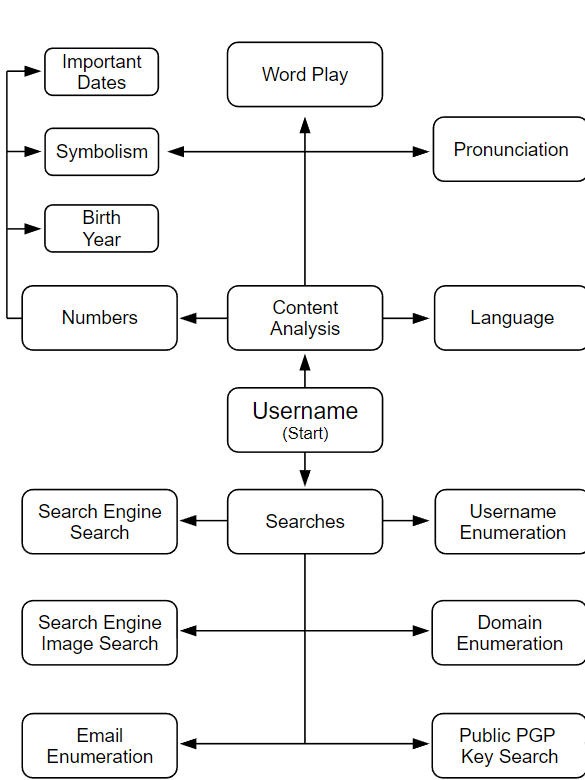 Important
Dates
Word Play
Symbolism
Pronunciation
Birth
Year
Numbers
Content
Analysis
Language
Username
(Start)
Search Engine
Search
Searches
Username
Enumeration
Search Engine
Image Search
Domain
Enumeration
Email
Enumeration
Public PGP
Key Search